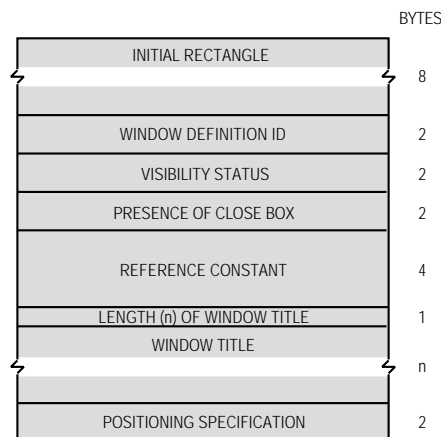 BYTES
INITIAL RECTANGLE
8
WINDOW DEFINITION ID 2
VISIBILITY STATUS 2
PRESENCE OF CLOSE BOX 2
REFERENCE CONSTANT 4
LENGTH (n) OF WINDOW TITLE 1
WINDOW TITLE
n
POSITIONING SPECIFICATION 2